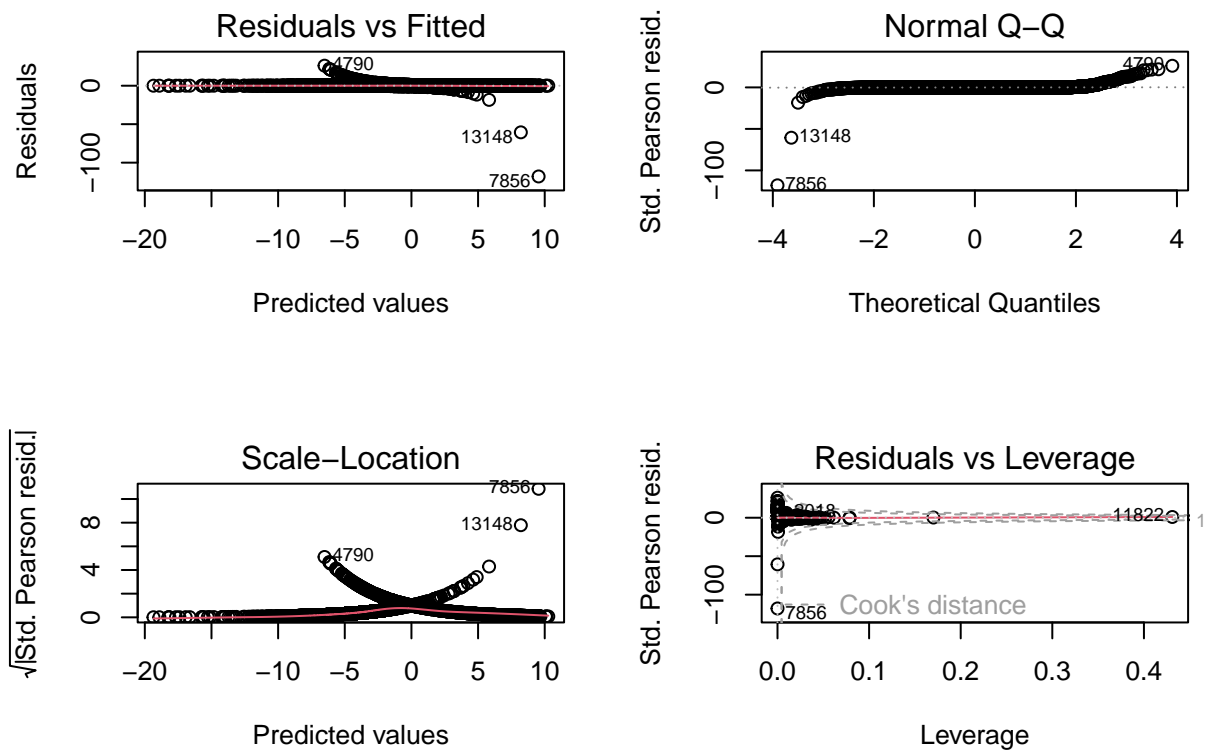 Residuals vs Fitted
Residuals
0
−100
4790
13148
7856
−20 −10 −5 0 5 10
Predicted values
Normal Q−Q
Std. Pearson resid.
0
−100
4790
13148
7856
−4 −2 0 2 4
Theoretical Quantiles
Scale−Location
√|Std. Pearson resid.|
8
4
0
7856
13148
4790
−20 −10 −5 0 5 10
Predicted values
Residuals vs Leverage
Std. Pearson resid.
0
−100
11822
1
7856
Cook's distance
0.0 0.1 0.2 0.3 0.4
Leverage